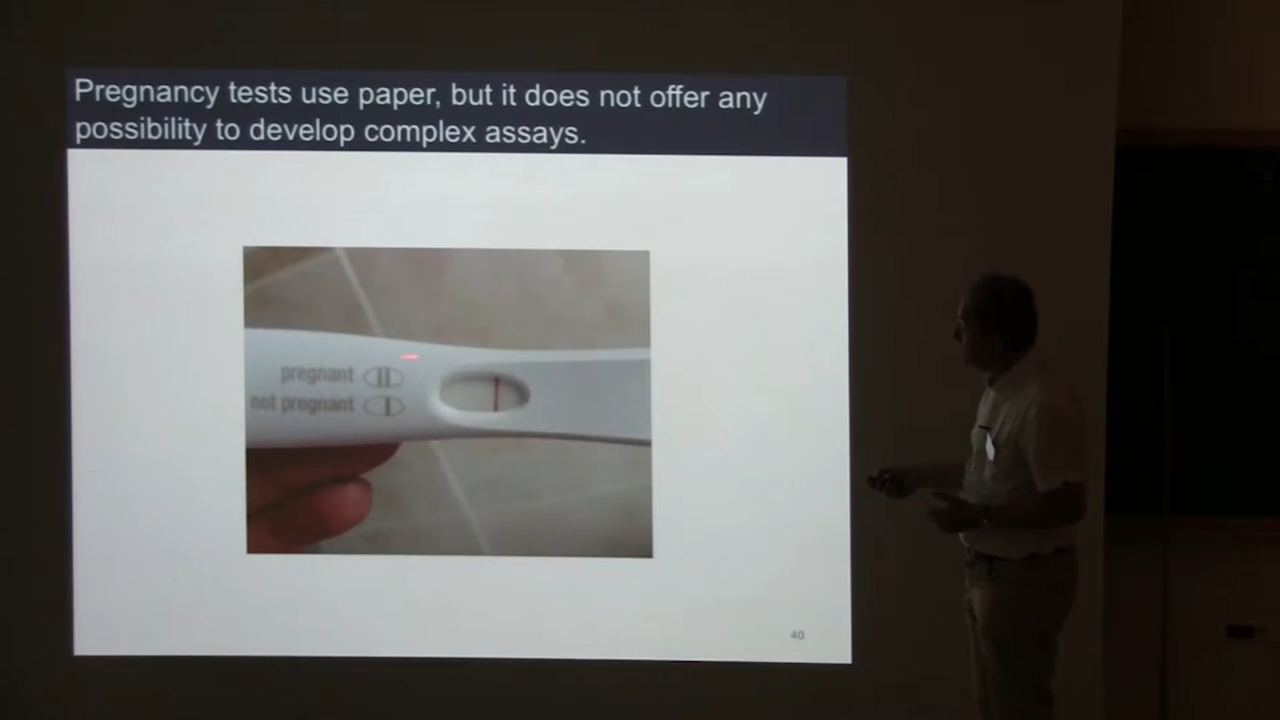 Pregnancy tests use paper, but it does not offer any
possibility to develop complex assays.
pregnant
not pregnant
40